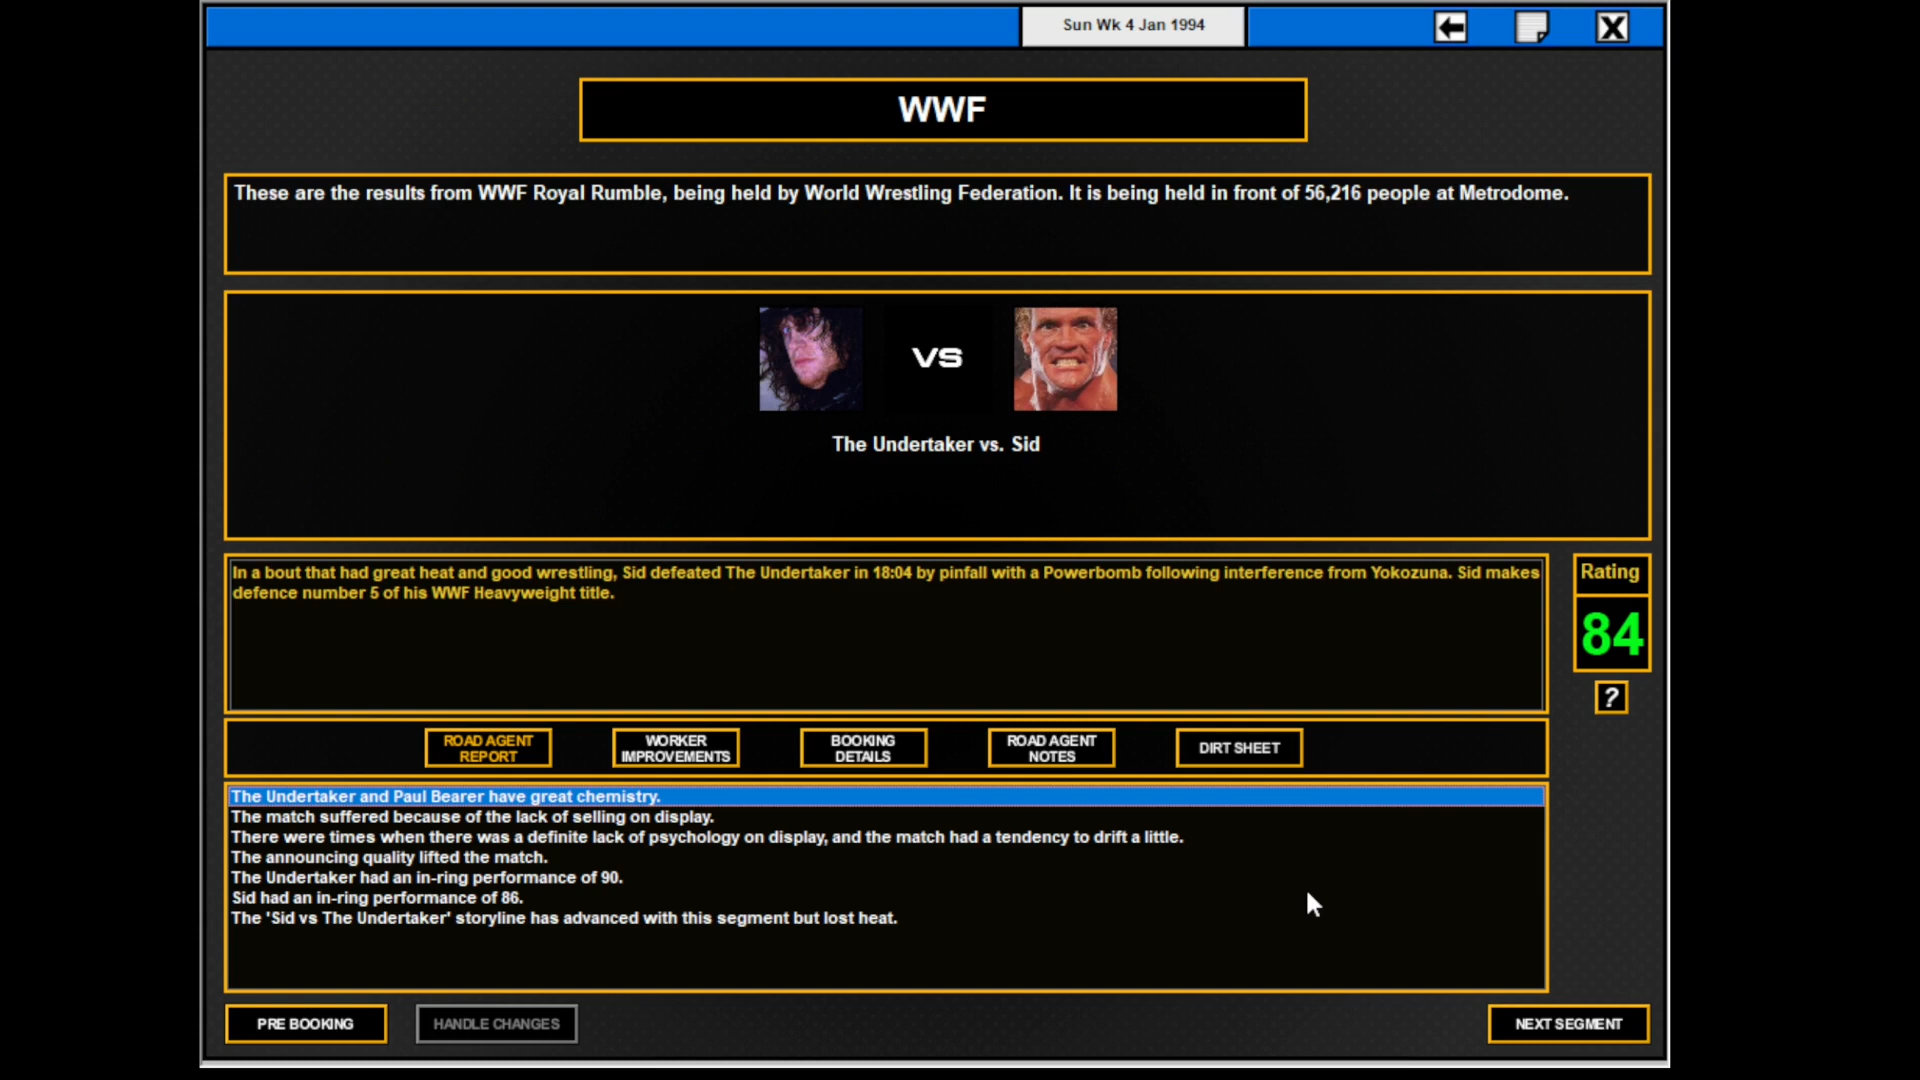 Sun Wk 4 Jan 1994
WWF
These are the results from WWF Royal Rumble, being held by World Wrestling Federation. It is being held in front of 56,216 people at Metrodome.
VS
The Undertaker vs. Sid
In a bout that had great heat and good wrestling, Sid defeated The Undertaker in 18:04 by pinfall with a Powerbomb following interference from Yokozuna. Sid makes
defence number 5 of his WWF Heavyweight title.
Rating
84
?
ROAD AGENT
REPORT
WORKER
IMPROVEMENTS
BOOKING
DETAILS
ROAD AGENT
NOTES
DIRT SHEET
The Undertaker and Paul Bearer have great chemistry.
The match suffered because of the lack of selling on display.
There were times when there was a definite lack of psychology on display, and the match had a tendency to drift a little.
The announcing quality lifted the match.
The Undertaker had an in-ring performance of 90.
Sid had an in-ring performance of 86.
The 'Sid vs The Undertaker' storyline has advanced with this segment but lost heat.
PRE BOOKING
HANDLE CHANGES
NEXT SEGMENT